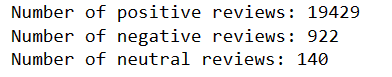 Number of positive reviews: 19429
Number of negative reviews: 922
Number of neutral reviews: 140